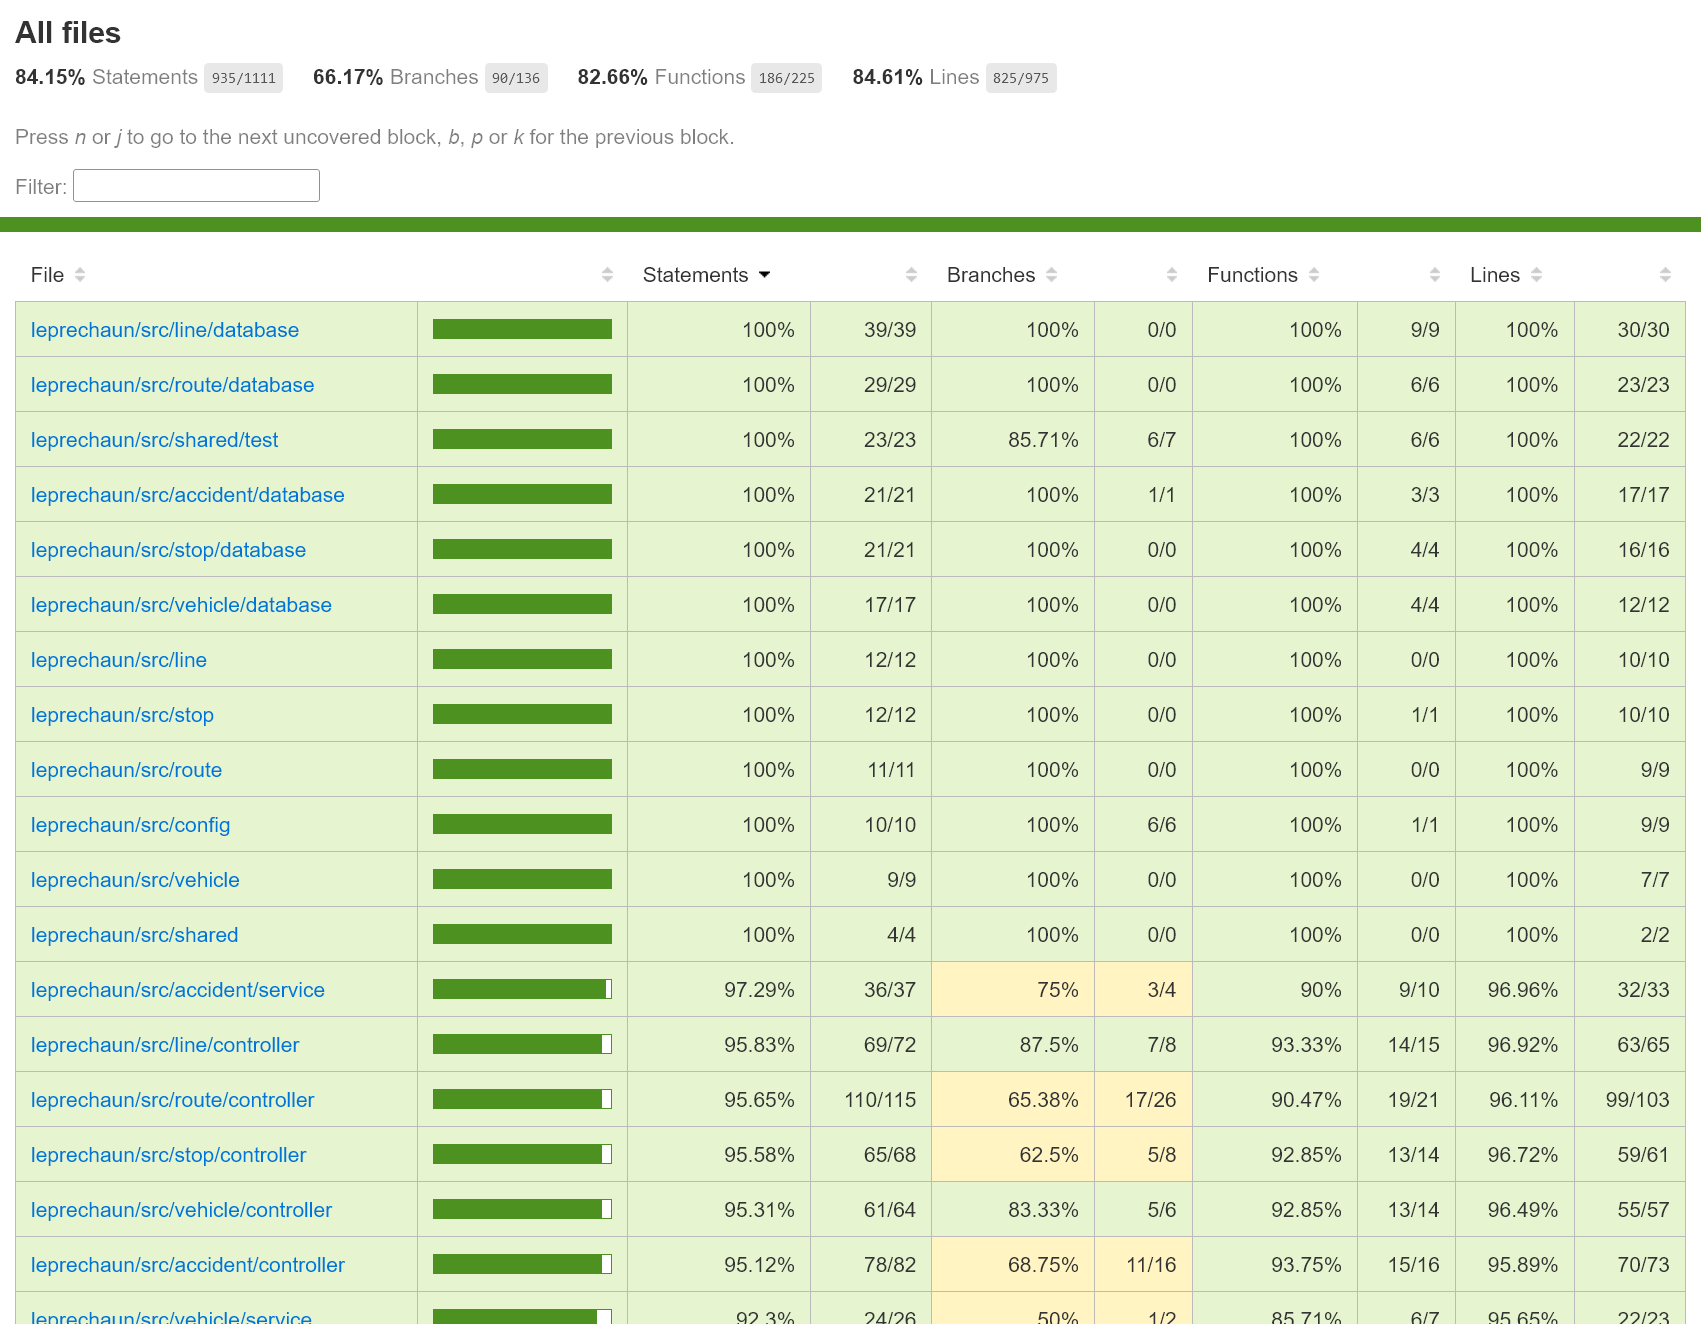 All files
84.15% Statements 935/1111 66.17% Branches 90/136 82.66% Functions 186/225 84.61% Lines 825/975
Press n or j to go to the next uncovered block, b, p or k for the previous block.
Filter:
File Statements Branches Functions Lines
leprechaun/src/line/database 100% 39/39 100% 0/0 100% 9/9 100% 30/30
leprechaun/src/route/database 100% 29/29 100% 0/0 100% 6/6 100% 23/23
leprechaun/src/shared/test 100% 23/23 85.71% 6/7 100% 6/6 100% 22/22
leprechaun/src/accident/database 100% 21/21 100% 1/1 100% 3/3 100% 17/17
leprechaun/src/stop/database 100% 21/21 100% 0/0 100% 4/4 100% 16/16
leprechaun/src/vehicle/database 100% 17/17 100% 0/0 100% 4/4 100% 12/12
leprechaun/src/line 100% 12/12 100% 0/0 100% 0/0 100% 10/10
leprechaun/src/stop 100% 12/12 100% 0/0 100% 1/1 100% 10/10
leprechaun/src/route 100% 11/11 100% 0/0 100% 0/0 100% 9/9
leprechaun/src/config 100% 10/10 100% 6/6 100% 1/1 100% 9/9
leprechaun/src/vehicle 100% 9/9 100% 0/0 100% 0/0 100% 7/7
leprechaun/src/shared 100% 4/4 100% 0/0 100% 0/0 100% 2/2
leprechaun/src/accident/service 97.29% 36/37 75% 3/4 90% 9/10 96.96% 32/33
leprechaun/src/line/controller 95.83% 69/72 87.5% 7/8 93.33% 14/15 96.92% 63/65
leprechaun/src/route/controller 95.65% 110/115 65.38% 17/26 90.47% 19/21 96.11% 99/103
leprechaun/src/stop/controller 95.58% 65/68 62.5% 5/8 92.85% 13/14 96.72% 59/61
leprechaun/src/vehicle/controller 95.31% 61/64 83.33% 5/6 92.85% 13/14 96.49% 55/57
leprechaun/src/accident/controller 95.12% 78/82 68.75% 11/16 93.75% 15/16 95.89% 70/73
leprechaun/src/vehicle/service 92.3% 24/26 50% 1/2 85.71% 6/7 95.65% 22/23